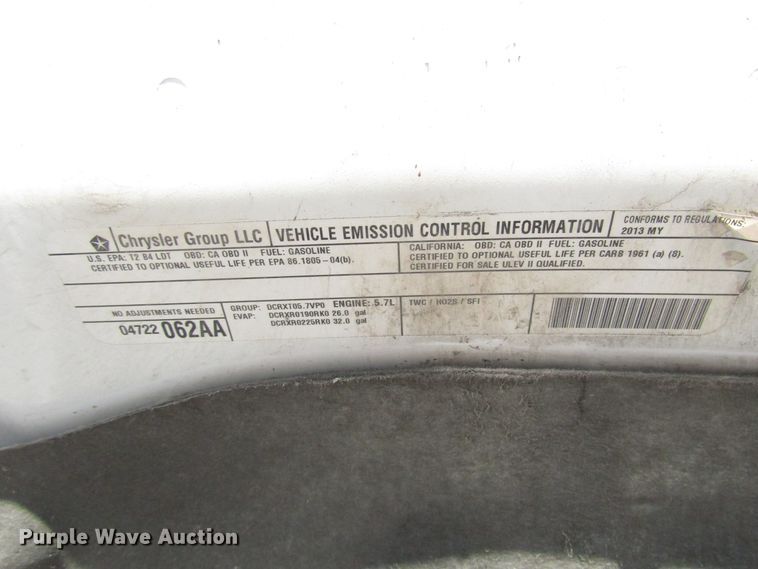 Chrysler Group LLC
VEHICLE EMISSION CONTROL INFORMATION
CONFORMS TO REGULATIONS:
2013 MY
U.S. EPA: T2 B4 LDT OBD: CA OBD II FUEL: GASOLINE
CERTIFIED TO OPTIONAL USEFUL LIFE PER EPA 86.1805-04(b).
CALIFORNIA: OBD: CA OBD II FUEL: GASOLINE
CERTIFIED TO OPTIONAL USEFUL LIFE PER CARB 1961 (a) (8).
CERTIFIED FOR SALE ULEV II QUALIFIED.
NO ADJUSTMENTS NEEDED
04722 062AA
GROUP: DCRXT05.7VP0 ENGINE: 5.7L
EVAP: DCRXR0190RK0 26.0 gal
DCRXR0225RK0 32.0 gal
TWC / HO2S / SFI
Purple Wave Auction